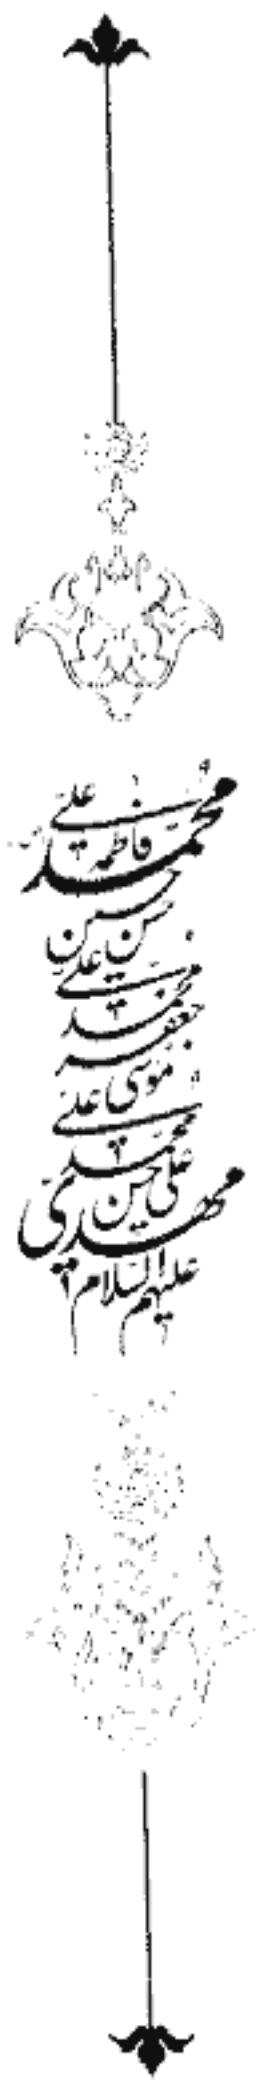 محمد فاطمه علی
حسن حسین
علی
محمد
جعفر
موسی علی
محمد
علی حسن
مهدی
علیهم السلام